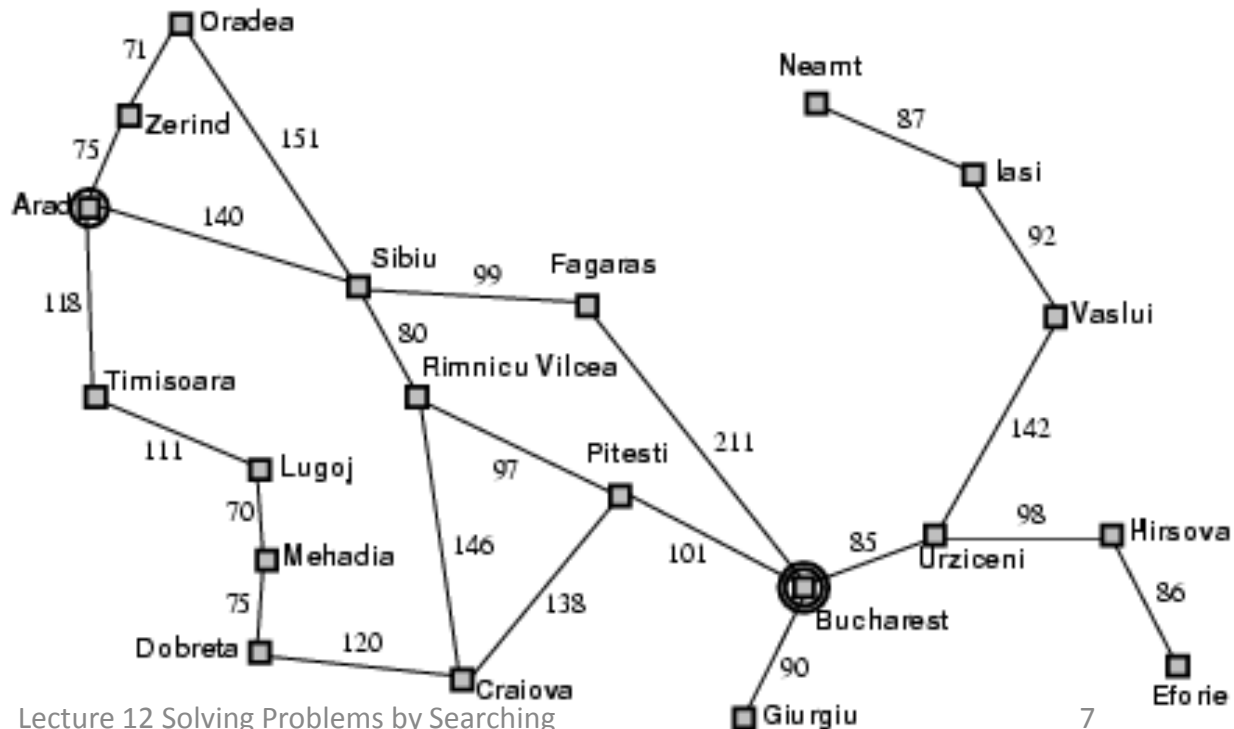 Oradea
71
Neamt
Zerind
87
151
75
Iasi
Arad
140
92
Sibiu
Fagaras
99
118
Vaslui
80
Rimnicu Vilcea
Timisoara
142
111
211
Lugoj
97
Pitesti
70
98
Hirsova
146
101
85
Mehadia
Urziceni
86
75
138
Bucharest
Dobreta
120
90
Craiova
Eforie
Giurgiu
Lecture 12 Solving Problems by Searching
7